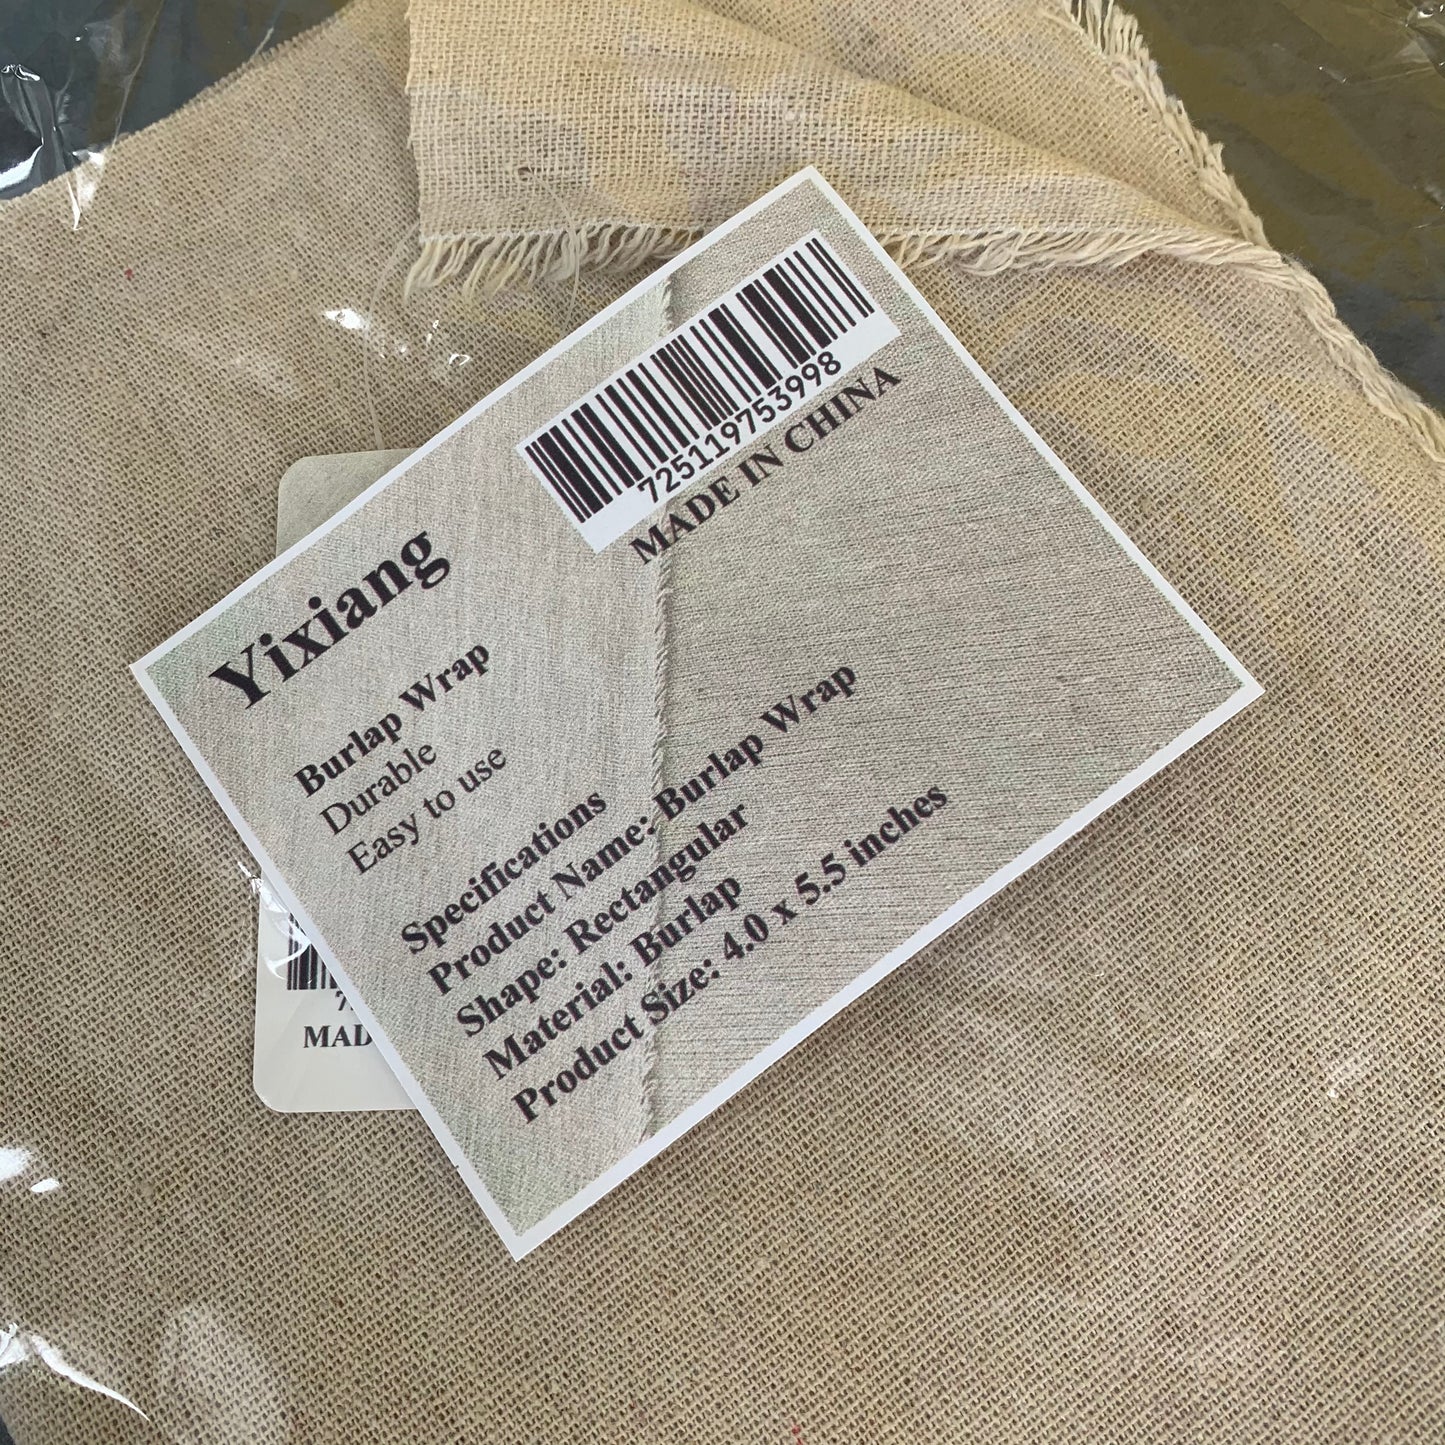 725119753998
MADE IN CHINA
Yixiang
Burlap Wrap
Durable
Easy to use
Specifications
Product Name: Burlap Wrap
Shape: Rectangular
Material: Burlap
Product Size: 4.0 x 5.5 inches
7
MAD